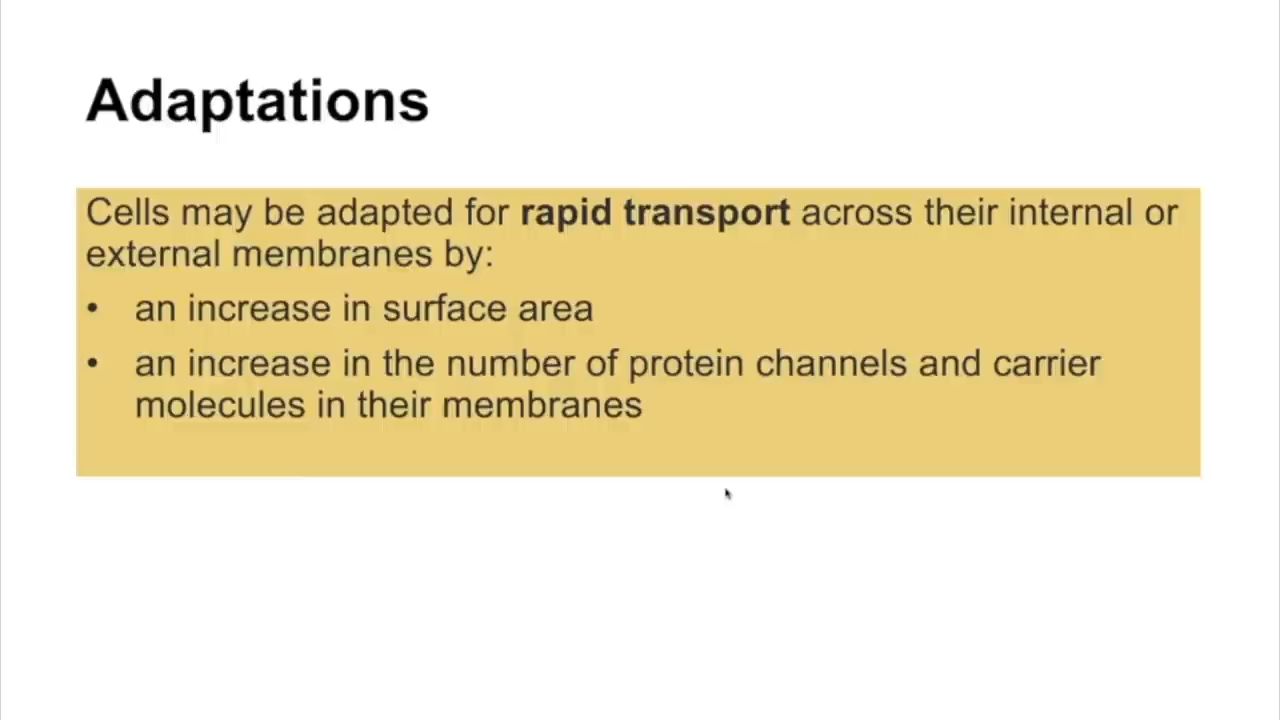 Adaptations
Cells may be adapted for rapid transport across their internal or
external membranes by:
• an increase in surface area
• an increase in the number of protein channels and carrier
molecules in their membranes